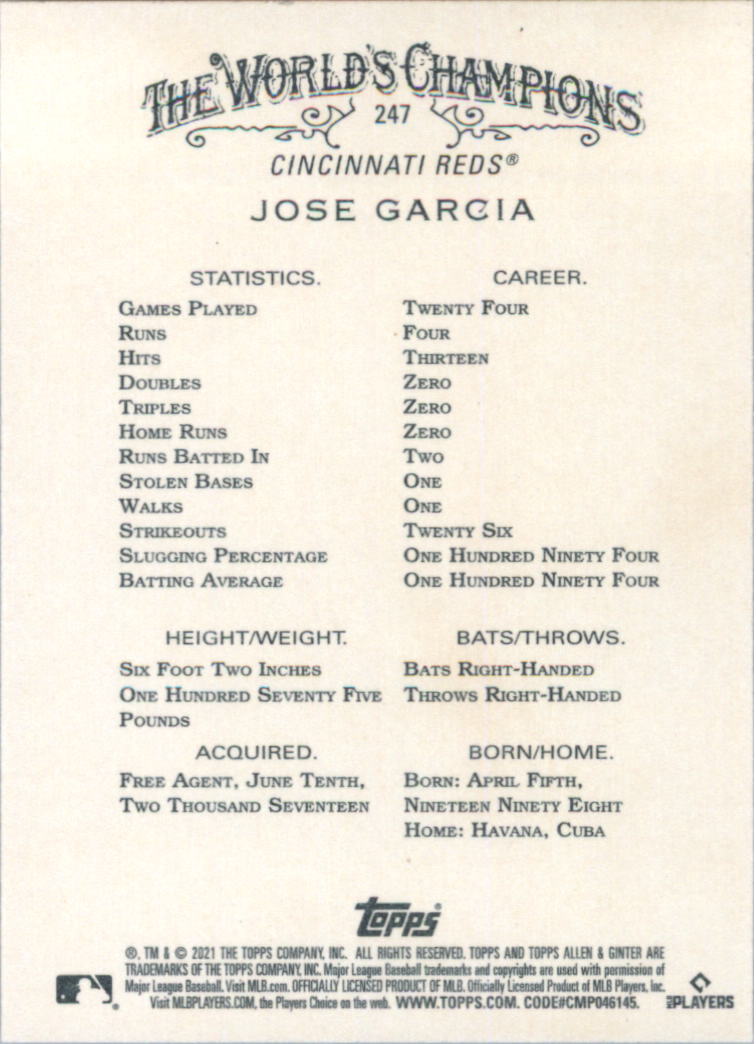 THE WORLD'S CHAMPIONS
247
CINCINNATI REDS®
JOSE GARCIA
STATISTICS. CAREER.
GAMES PLAYED TWENTY FOUR
RUNS FOUR
HITS THIRTEEN
DOUBLES ZERO
TRIPLES ZERO
HOME RUNS ZERO
RUNS BATTED IN TWO
STOLEN BASES ONE
WALKS ONE
STRIKEOUTS TWENTY SIX
SLUGGING PERCENTAGE ONE HUNDRED NINETY FOUR
BATTING AVERAGE ONE HUNDRED NINETY FOUR
HEIGHT/WEIGHT.
SIX FOOT TWO INCHES
ONE HUNDRED SEVENTY FIVE
POUNDS
BATS/THROWS.
BATS RIGHT-HANDED
THROWS RIGHT-HANDED
ACQUIRED.
FREE AGENT, JUNE TENTH,
TWO THOUSAND SEVENTEEN
BORN/HOME.
BORN: APRIL FIFTH,
NINETEEN NINETY EIGHT
HOME: HAVANA, CUBA
topps®
®, TM & © 2021 THE TOPPS COMPANY, INC. ALL RIGHTS RESERVED. TOPPS AND TOPPS ALLEN & GINTER ARE
TRADEMARKS OF THE TOPPS COMPANY, INC. Major League Baseball trademarks and copyrights are used with permission of
Major League Baseball. Visit MLB.com. OFFICIALLY LICENSED PRODUCT OF MLB. Officially Licensed Product of MLB Players, Inc.
Visit MLBPLAYERS.COM, the Players Choice on the web. WWW.TOPPS.COM. CODE#CMP046145.
MLB PLAYERS